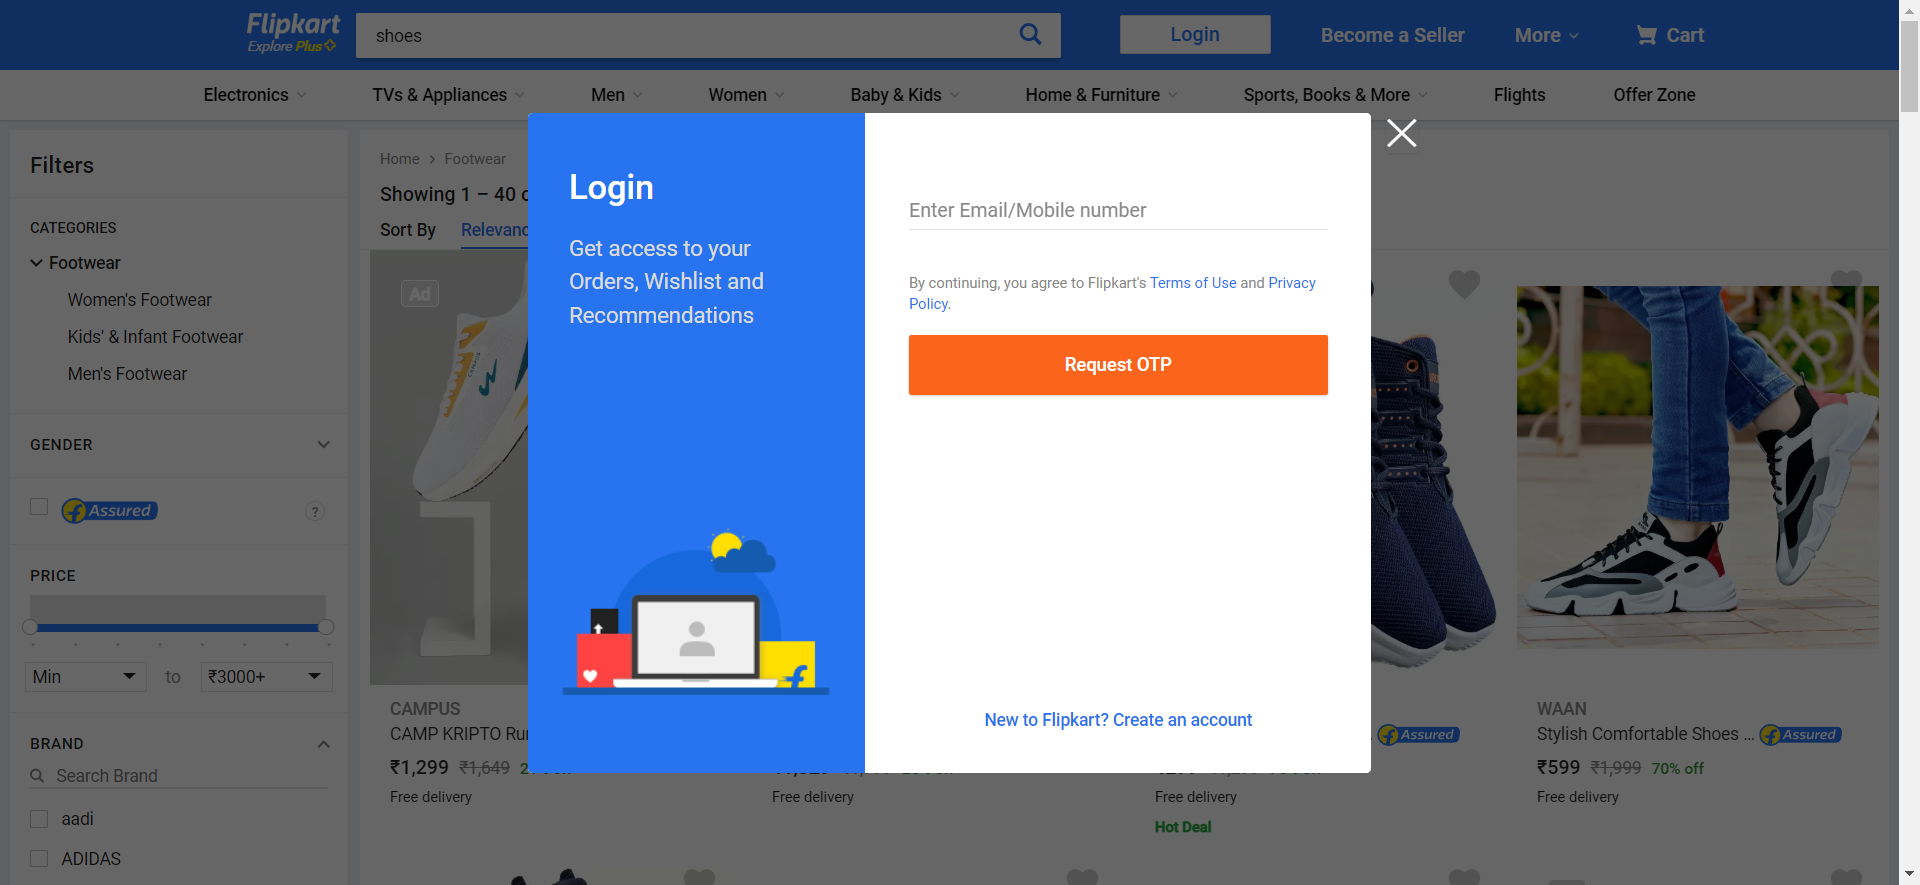 Flipkart
Explore Plus
shoes
Login
Become a Seller
More
Cart
Electronics
TVs & Appliances
Men
Women
Baby & Kids
Home & Furniture
Sports, Books & More
Flights
Offer Zone
Filters
CATEGORIES
Footwear
Women's Footwear
Kids' & Infant Footwear
Men's Footwear
GENDER
Assured
?
PRICE
Min
to
₹3000+
BRAND
Search Brand
aadi
ADIDAS
Home
Footwear
Showing 1 – 40
Sort By
Ad
CAMPUS
Login
Get access to your
Orders, Wishlist and
Recommendations
Enter Email/Mobile number
By continuing, you agree to Flipkart's Terms of Use and Privacy
Policy.
Request OTP
New to Flipkart? Create an account
CAMPUS
CAMP KRIPTO
₹1,299 ₹1,649
Free delivery
Free delivery
Assured
Free delivery
Hot Deal
WAAN
Stylish Comfortable Shoes ... Assured
₹599 ₹1,999 70% off
Free delivery